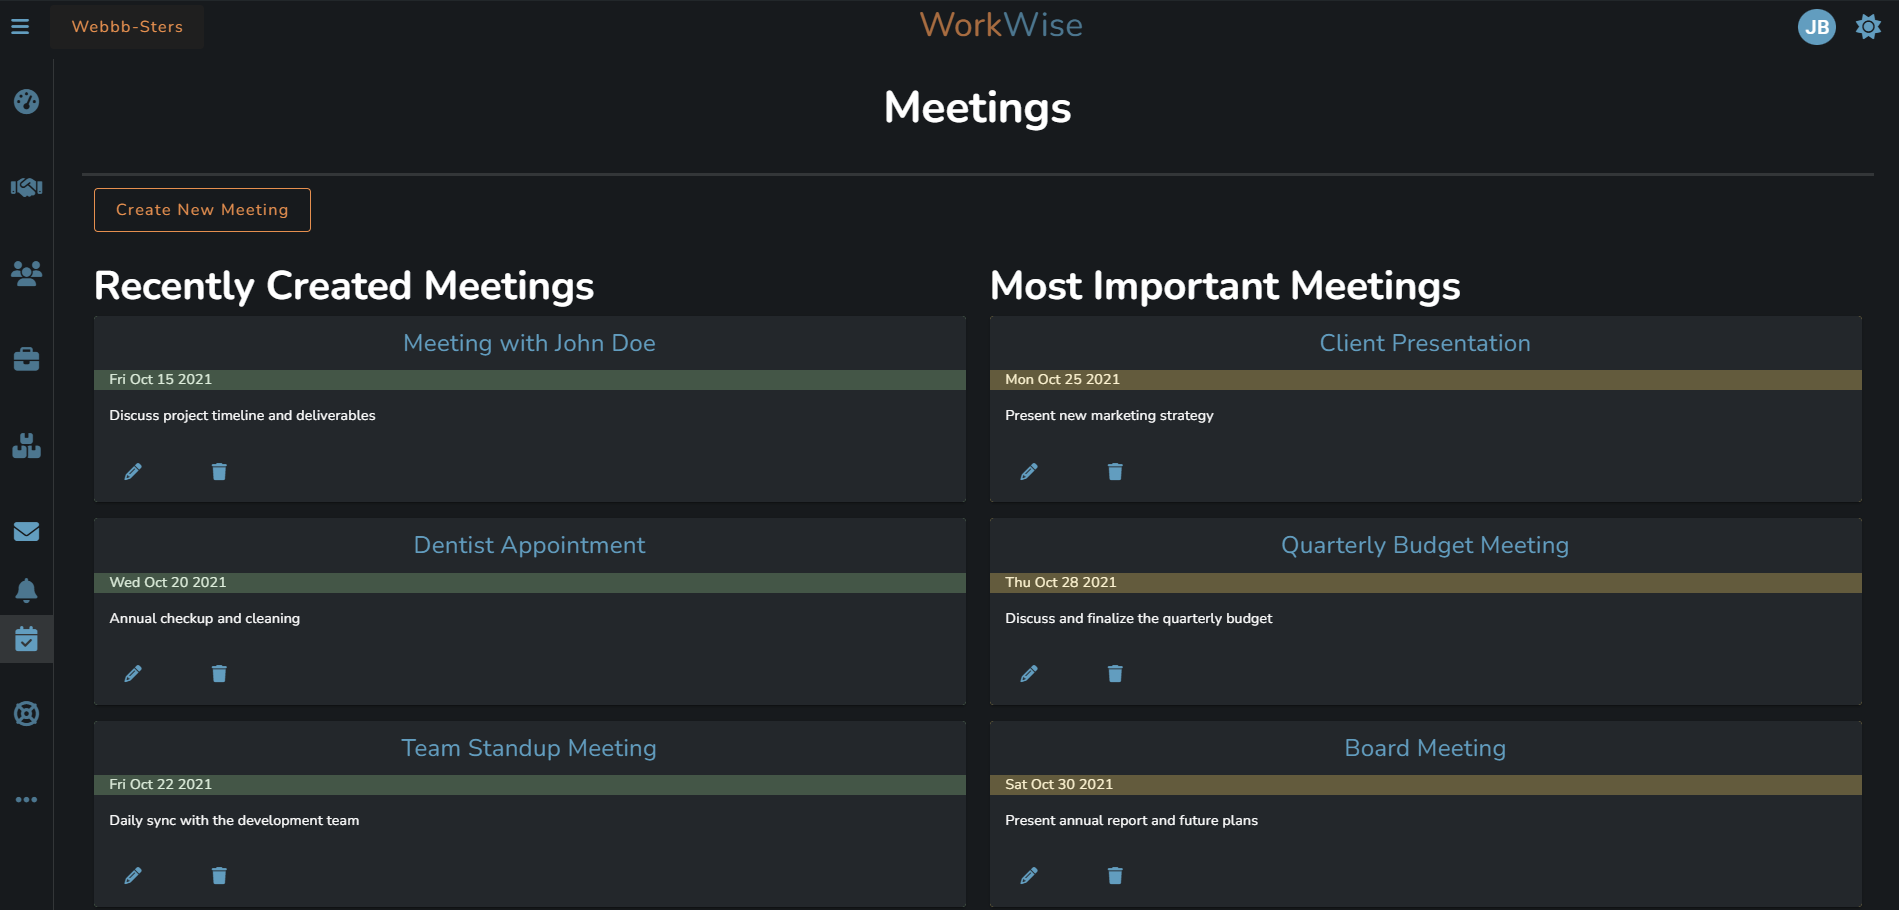 Webbb-Sters
WorkWise
JB
Meetings
Create New Meeting
Recently Created Meetings
Meeting with John Doe
Fri Oct 15 2021
Discuss project timeline and deliverables
Dentist Appointment
Wed Oct 20 2021
Annual checkup and cleaning
Team Standup Meeting
Fri Oct 22 2021
Daily sync with the development team
Most Important Meetings
Client Presentation
Mon Oct 25 2021
Present new marketing strategy
Quarterly Budget Meeting
Thu Oct 28 2021
Discuss and finalize the quarterly budget
Board Meeting
Sat Oct 30 2021
Present annual report and future plans